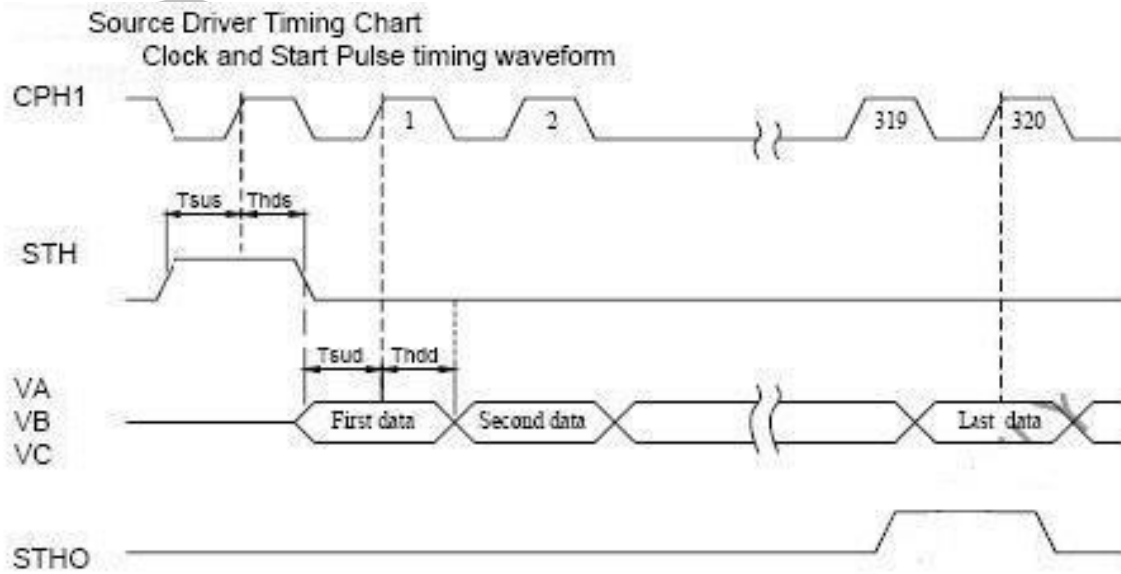 Source Driver Timing Chart
Clock and Start Pulse timing waveform
CPH1
1
2
319
320
Tsus
Thds
STH
Tsud
Thdd
VA
VB
VC
First data
Second data
Last data
STHO